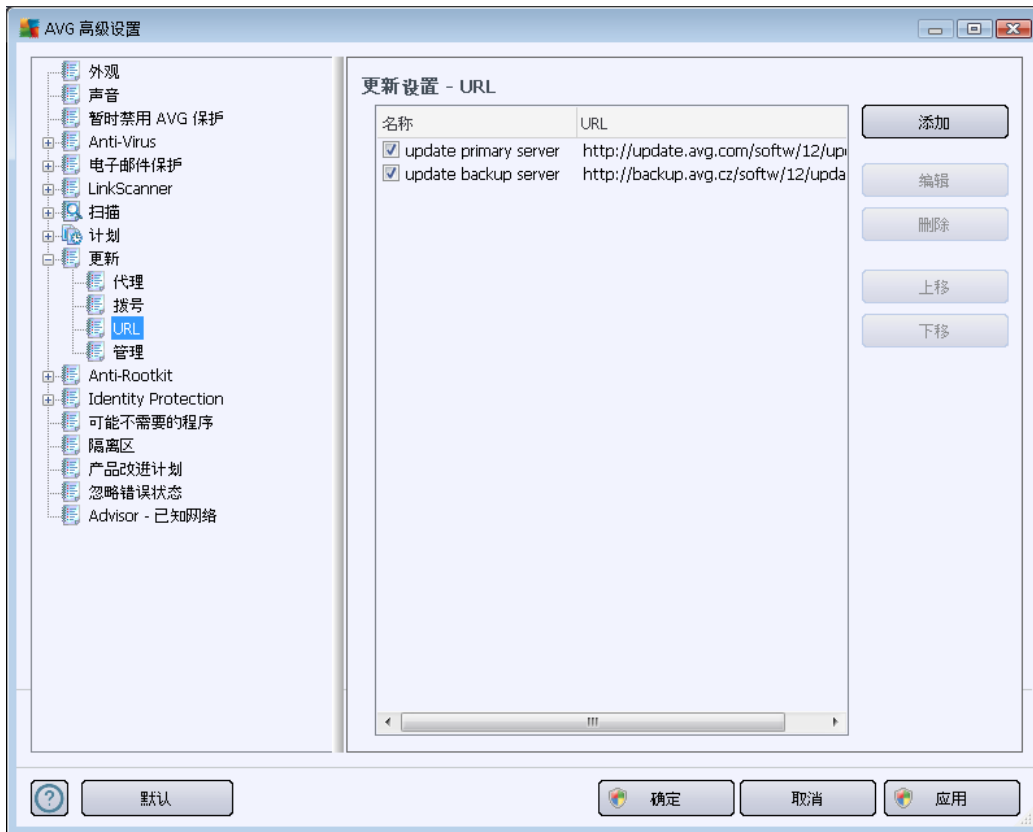 AVG 高级设置
外观
声音
暂时禁用 AVG 保护
Anti-Virus
电子邮件保护
LinkScanner
扫描
计划
更新
代理
拨号
URL
管理
Anti-Rootkit
Identity Protection
可能不需要的程序
隔离区
产品改进计划
忽略错误状态
Advisor - 已知网络
更新设置 - URL
名称 URL
update primary server http://update.avg.com/softw/12/up
update backup server http://backup.avg.cz/softw/12/upda
添加
编辑
删除
上移
下移
默认
确定
取消
应用